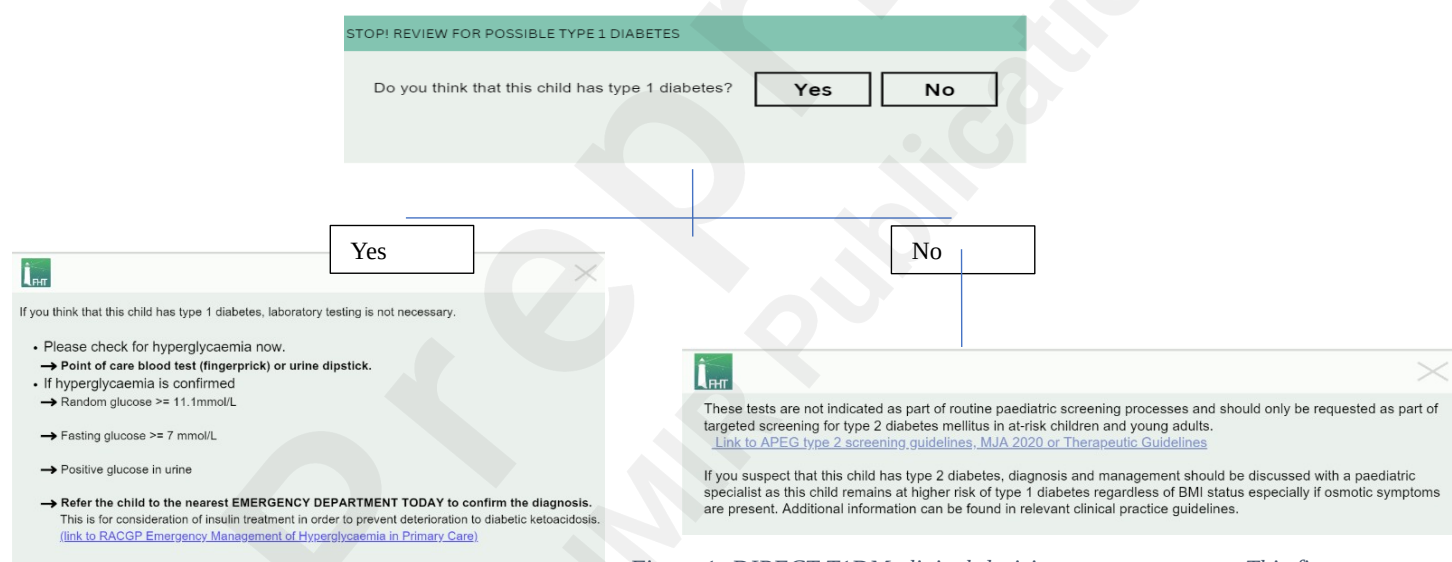 STOP! REVIEW FOR POSSIBLE TYPE 1 DIABETES
Do you think that this child has type 1 diabetes? Yes No
Yes
No
FHT
If you think that this child has type 1 diabetes, laboratory testing is not necessary.
• Please check for hyperglycaemia now.
→ Point of care blood test (fingerprick) or urine dipstick.
• If hyperglycaemia is confirmed
→ Random glucose >= 11.1mmol/L
→ Fasting glucose >= 7 mmol/L
→ Positive glucose in urine
→ Refer the child to the nearest EMERGENCY DEPARTMENT TODAY to confirm the diagnosis.
This is for consideration of insulin treatment in order to prevent deterioration to diabetic ketoacidosis.
(link to RACGP Emergency Management of Hyperglycaemia in Primary Care)
FHT
These tests are not indicated as part of routine paediatric screening processes and should only be requested as part of
targeted screening for type 2 diabetes mellitus in at-risk children and young adults.
Link to APEG type 2 screening guidelines, MJA 2020 or Therapeutic Guidelines
If you suspect that this child has type 2 diabetes, diagnosis and management should be discussed with a paediatric
specialist as this child remains at higher risk of type 1 diabetes regardless of BMI status especially if osmotic symptoms
are present. Additional information can be found in relevant clinical practice guidelines.
Preprint
JMIR Publications